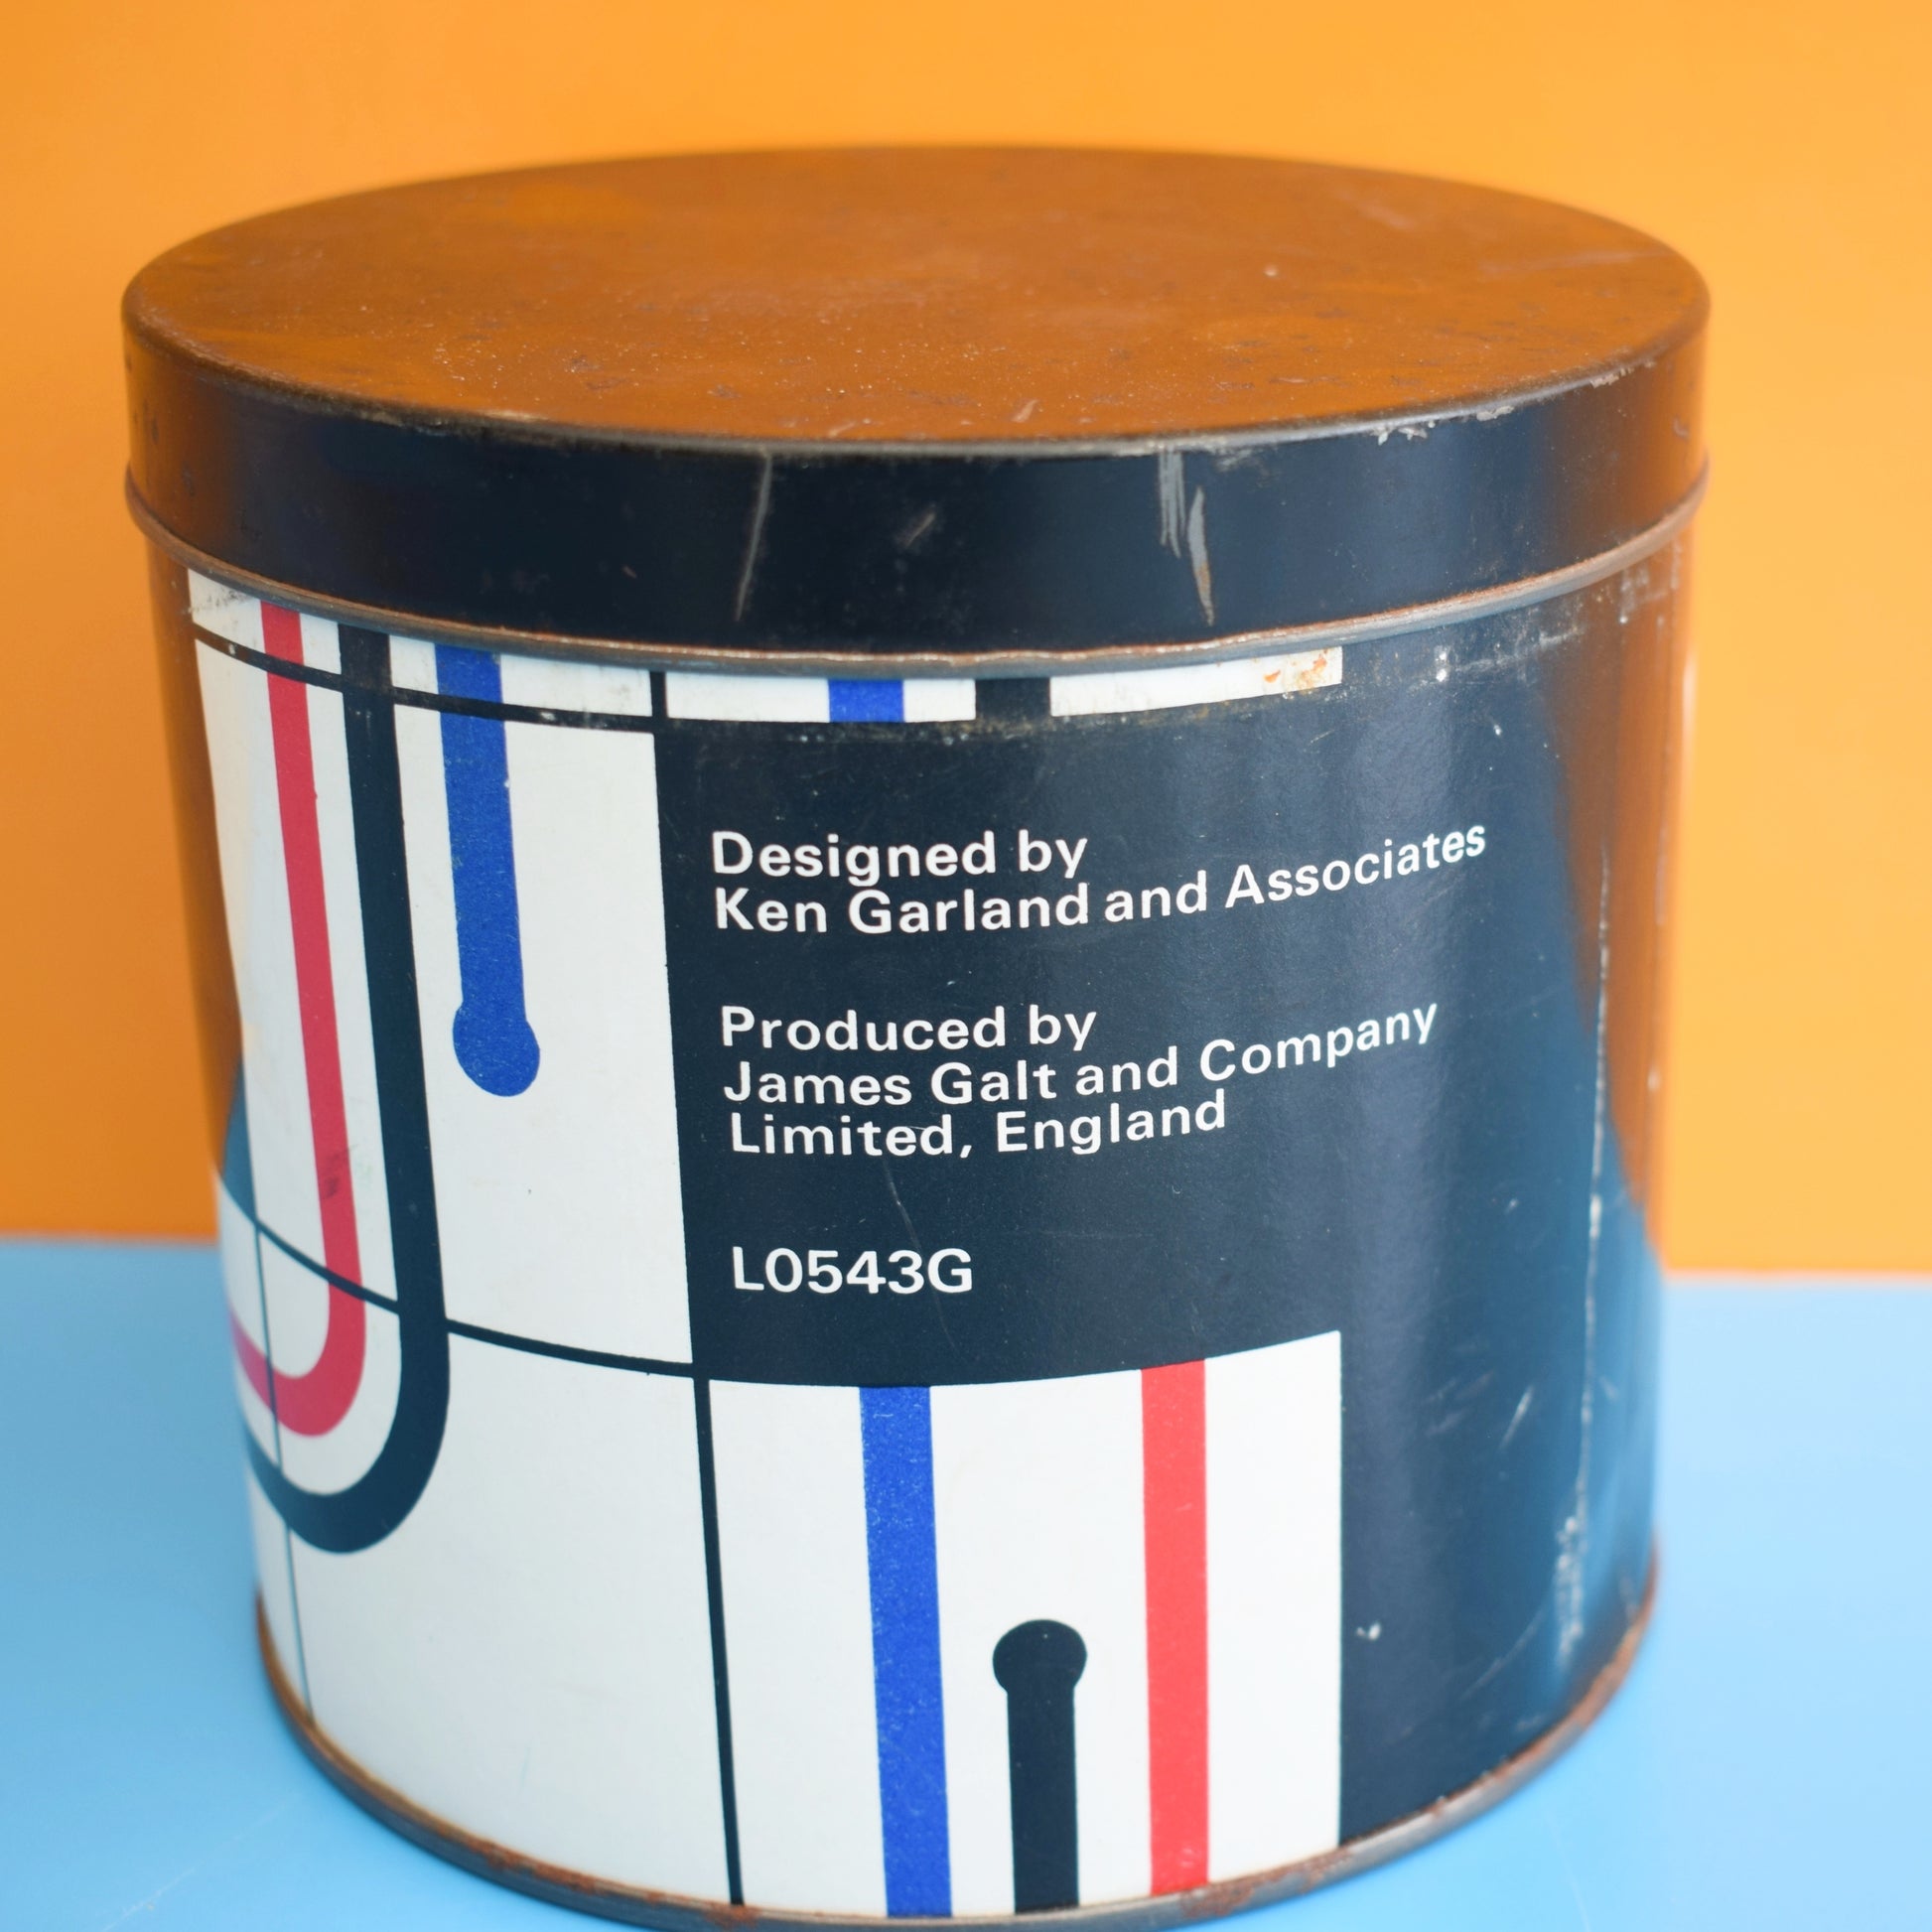 Designed by
Ken Garland and Associates
Produced by
James Galt and Company
Limited, England
L0543G